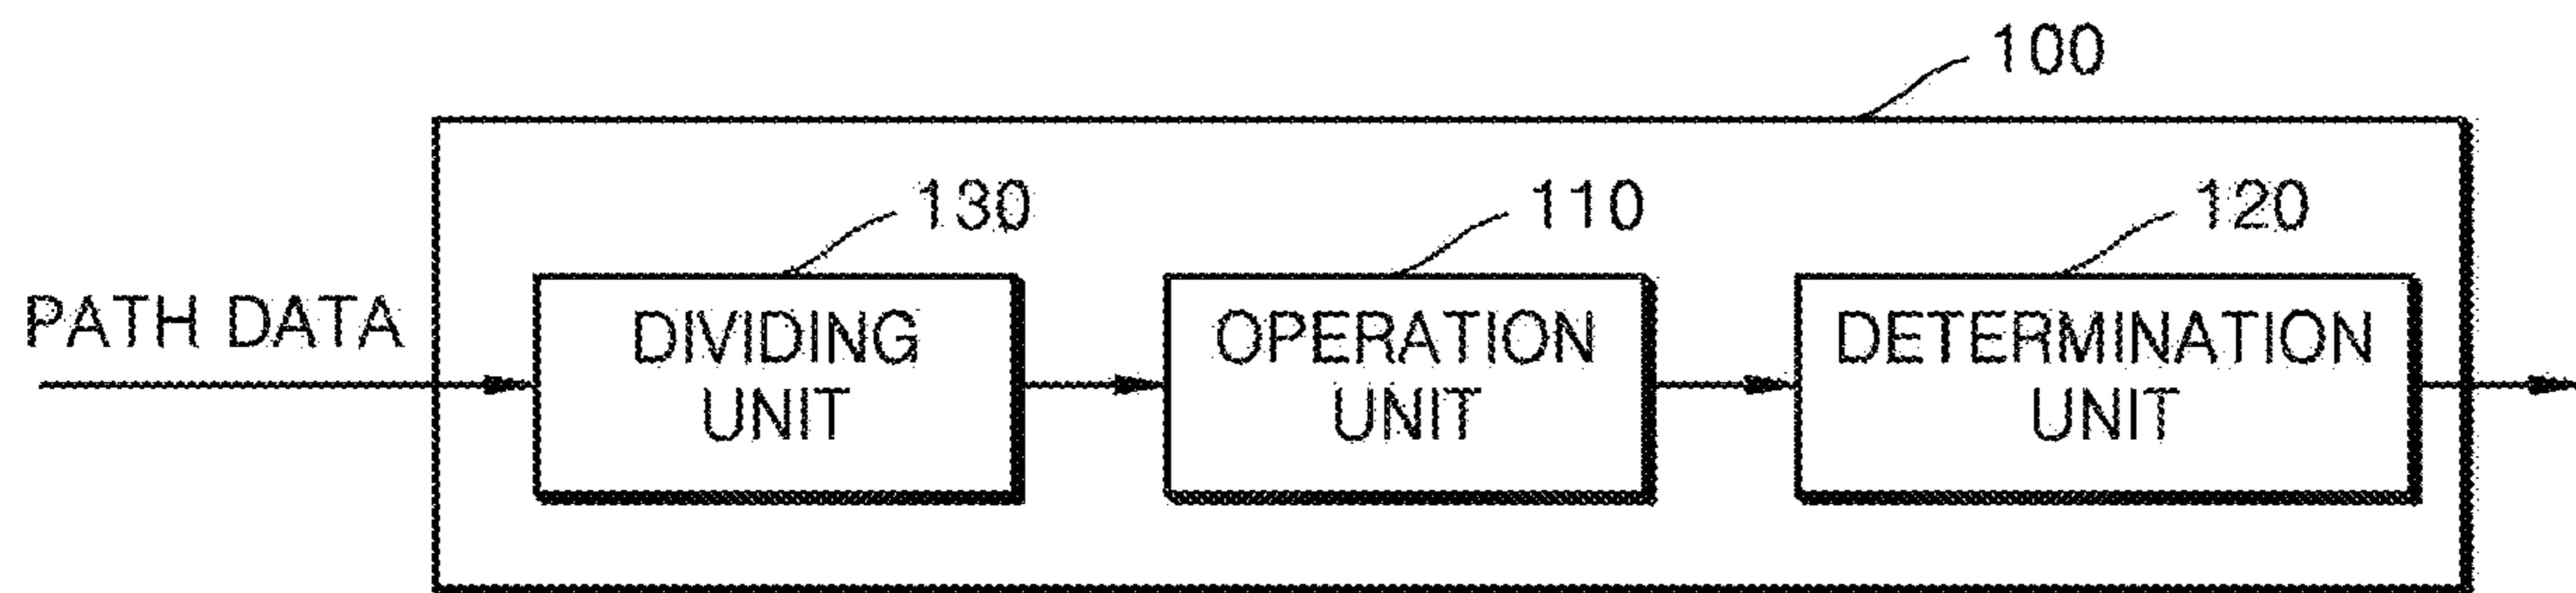 100
130
110
120
PATH DATA
DIVIDING
UNIT
OPERATION
UNIT
DETERMINATION
UNIT